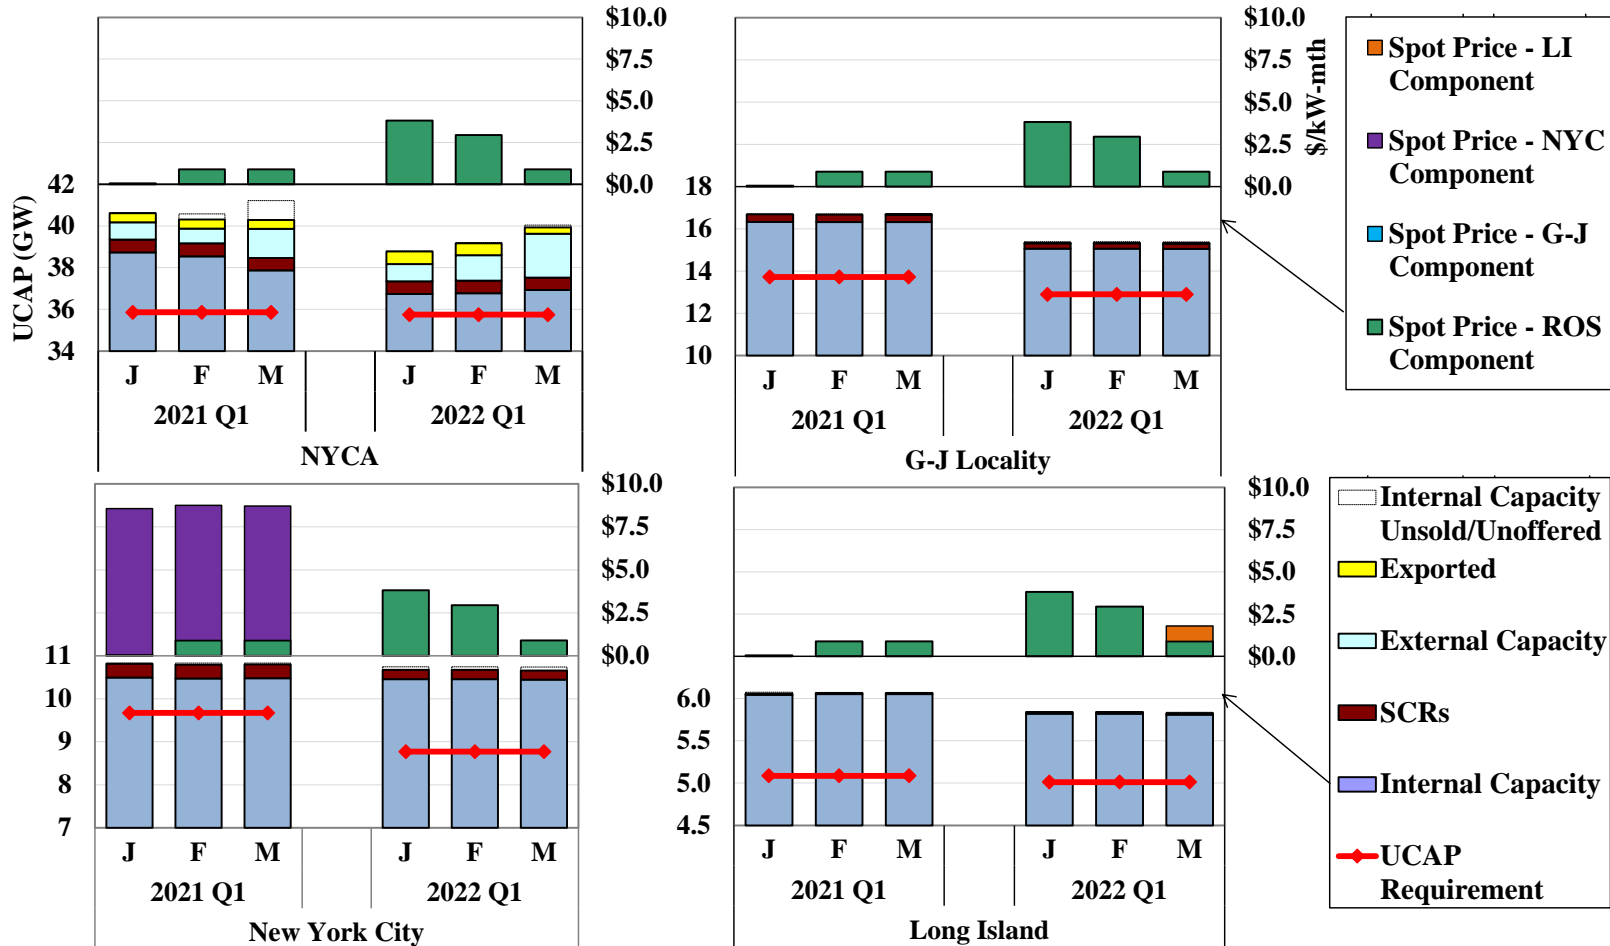 $10.0
$7.5
$5.0
$2.5
$0.0
42
40
38
36
34
UCAP (GW)
J F M J F M
2021 Q1 2022 Q1
NYCA
$10.0
$7.5
$5.0
$2.5
$0.0
$/kW-mth
18
16
14
12
10
J F M J F M
2021 Q1 2022 Q1
G-J Locality
Spot Price - LI
Component
Spot Price - NYC
Component
Spot Price - G-J
Component
Spot Price - ROS
Component
$10.0
$7.5
$5.0
$2.5
$0.0
11
10
9
8
7
J F M J F M
2021 Q1 2022 Q1
New York City
$10.0
$7.5
$5.0
$2.5
$0.0
6.0
5.5
5.0
4.5
J F M J F M
2021 Q1 2022 Q1
Long Island
Internal Capacity
Unsold/Unoffered
Exported
External Capacity
SCRs
Internal Capacity
UCAP
Requirement